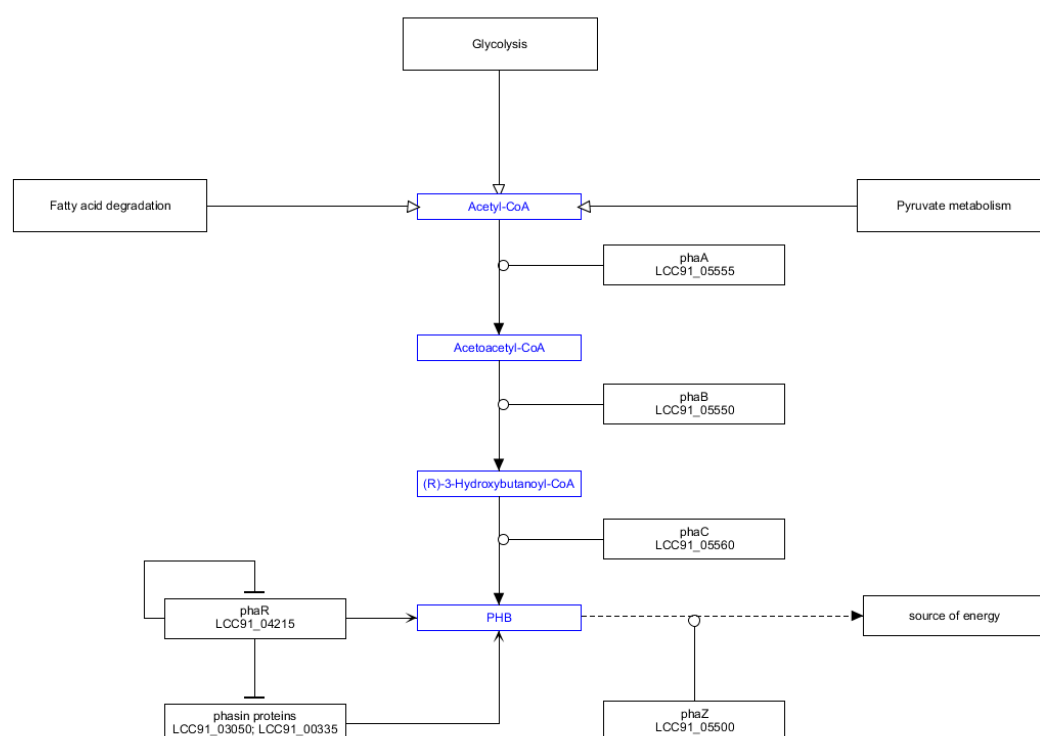 Glycolysis
Fatty acid degradation
Acetyl-CoA
Pyruvate metabolism
phaA
LCC91_05555
Acetoacetyl-CoA
phaB
LCC91_05550
(R)-3-Hydroxybutanoyl-CoA
phaC
LCC91_05560
phaR
LCC91_04215
PHB
source of energy
phasin proteins
LCC91_03050; LCC91_00335
phaZ
LCC91_05500